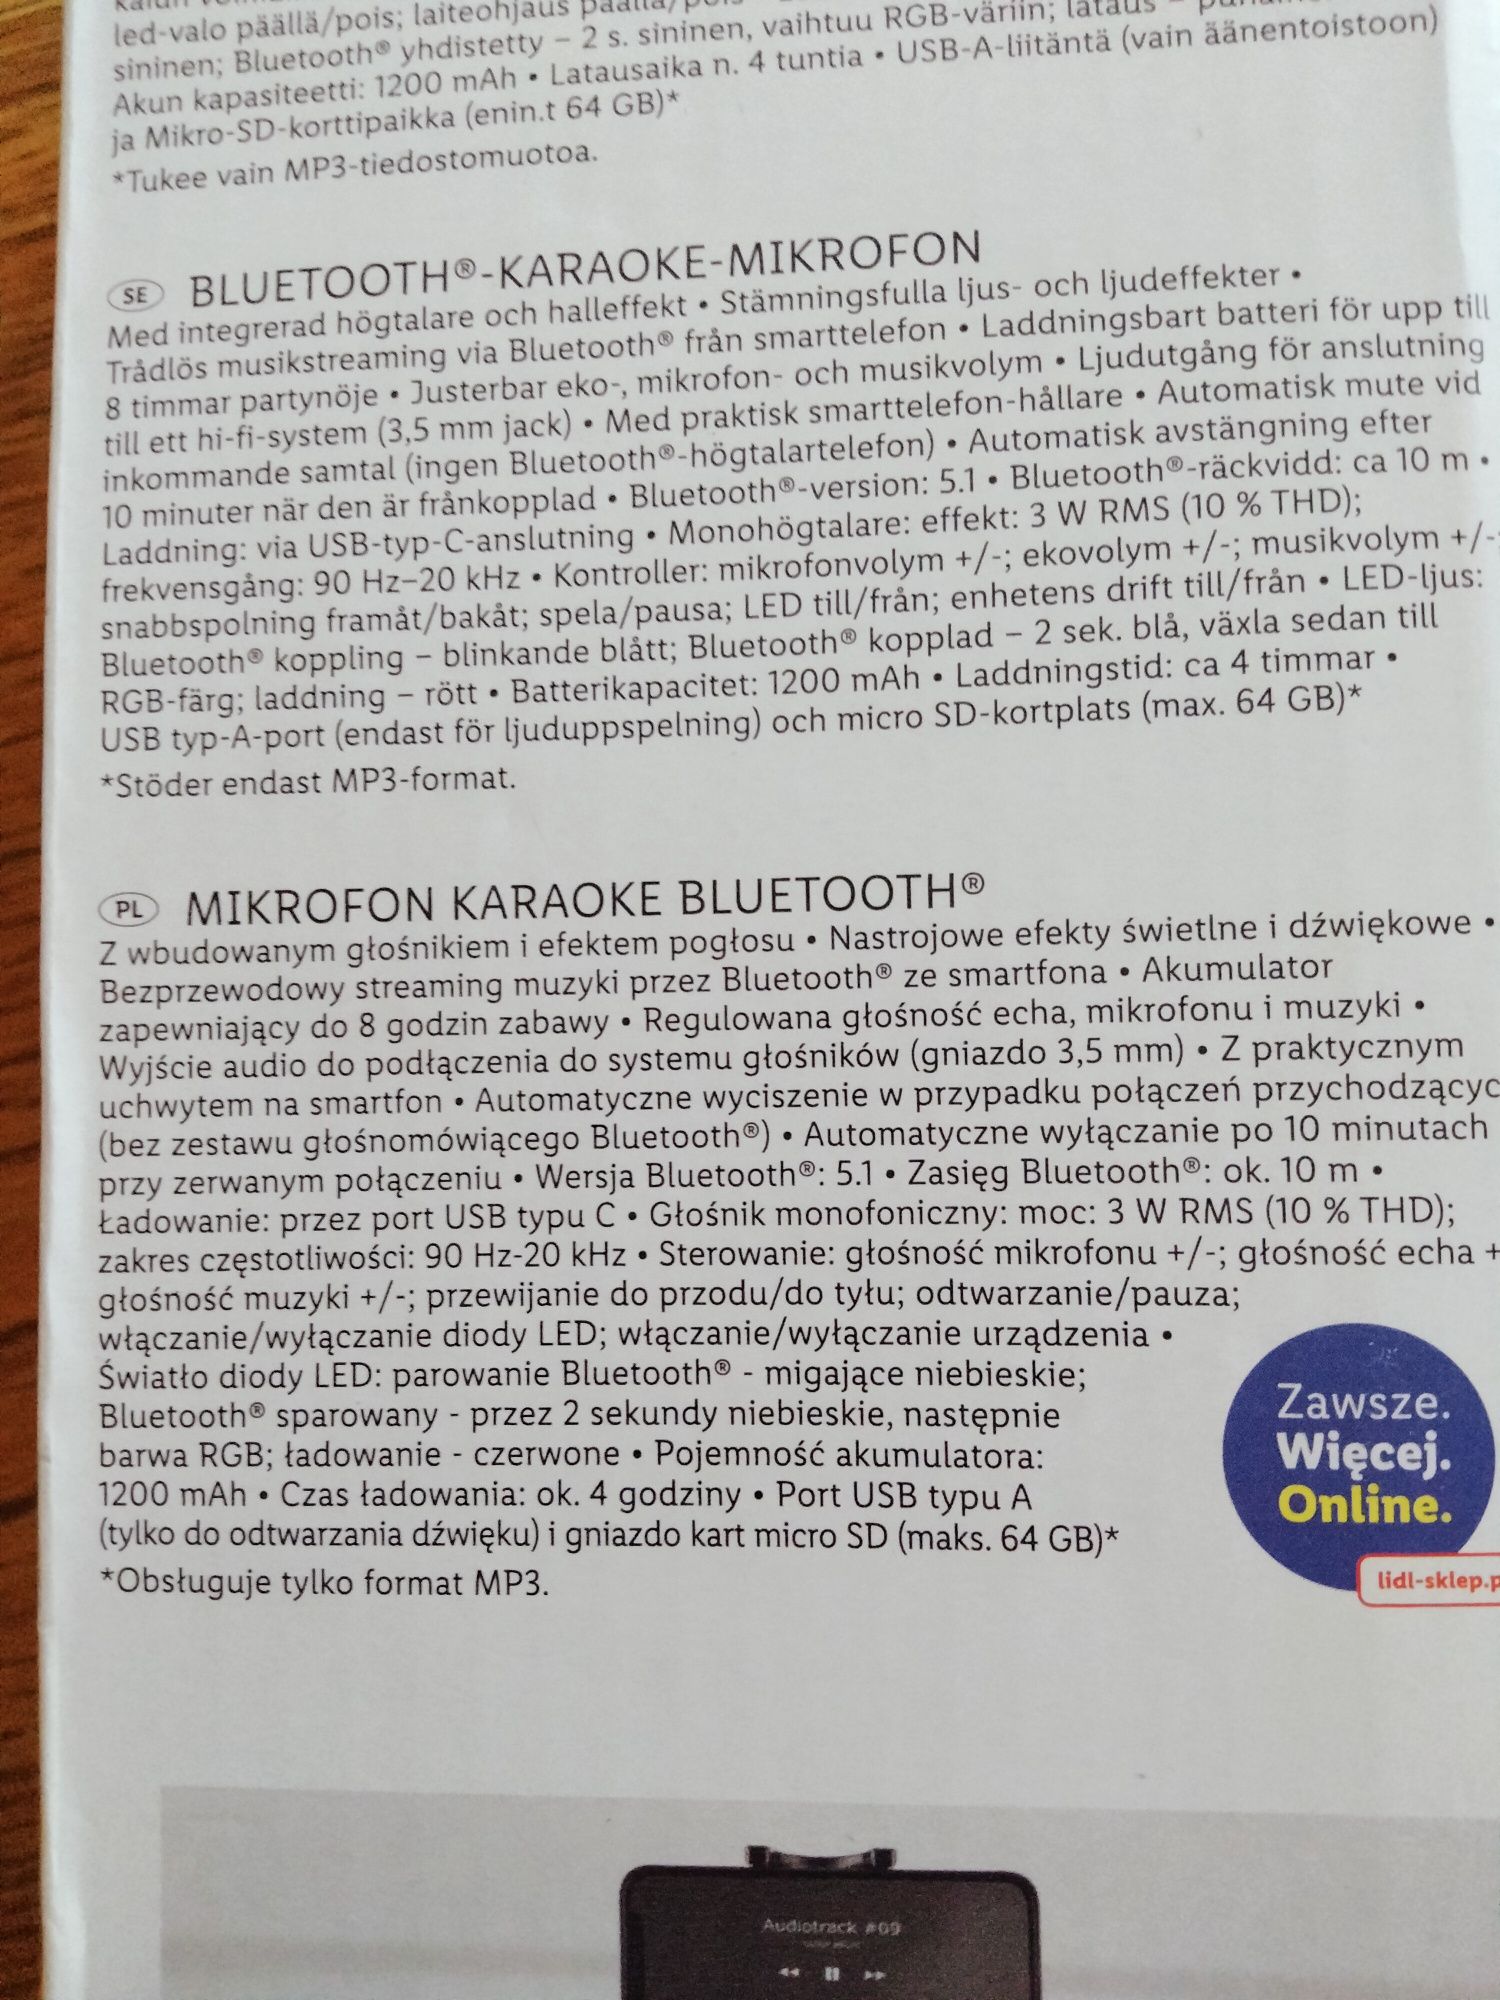 led-valo päällä/pois; laiteohjaus päällä/pois
sininen; Bluetooth® yhdistetty – 2 s. sininen, vaihtuu RGB-väriin; lataus –
Akun kapasiteetti: 1200 mAh • Latausaika n. 4 tuntia • USB-A-liitäntä (vain äänentoistoon)
ja Mikro-SD-korttipaikka (enin.t 64 GB)*
*Tukee vain MP3-tiedostomuotoa.
SE BLUETOOTH®-KARAOKE-MIKROFON
Med integrerad högtalare och halleffekt • Stämningsfulla ljus- och ljudeffekter •
Trådlös musikstreaming via Bluetooth® från smarttelefon • Laddningsbart batteri för upp till
8 timmar partynöje • Justerbar eko-, mikrofon- och musikvolym • Ljudutgång för anslutning
till ett hi-fi-system (3,5 mm jack) • Med praktisk smarttelefon-hållare • Automatisk mute vid
inkommande samtal (ingen Bluetooth®-högtalartelefon) • Automatisk avstängning efter
10 minuter när den är frånkopplad • Bluetooth®-version: 5.1 • Bluetooth®-räckvidd: ca 10 m •
Laddning: via USB-typ-C-anslutning • Monohögtalare: effekt: 3 W RMS (10 % THD);
frekvensgång: 90 Hz–20 kHz • Kontroller: mikrofonvolym +/-; ekovolym +/-; musikvolym +/-;
snabbspolning framåt/bakåt; spela/pausa; LED till/från; enhetens drift till/från • LED-ljus:
Bluetooth® koppling – blinkande blått; Bluetooth® kopplad – 2 sek. blå, växla sedan till
RGB-färg; laddning – rött • Batterikapacitet: 1200 mAh • Laddningstid: ca 4 timmar •
USB typ-A-port (endast för ljuduppspelning) och micro SD-kortplats (max. 64 GB)*
*Stöder endast MP3-format.
PL MIKROFON KARAOKE BLUETOOTH®
Z wbudowanym głośnikiem i efektem pogłosu • Nastrojowe efekty świetlne i dźwiękowe •
Bezprzewodowy streaming muzyki przez Bluetooth® ze smartfona • Akumulator
zapewniający do 8 godzin zabawy • Regulowana głośność echa, mikrofonu i muzyki •
Wyjście audio do podłączenia do systemu głośników (gniazdo 3,5 mm) • Z praktycznym
uchwytem na smartfon • Automatyczne wyciszenie w przypadku połączeń przychodzącyc
(bez zestawu głośnomówiącego Bluetooth®) • Automatyczne wyłączanie po 10 minutach
przy zerwanym połączeniu • Wersja Bluetooth®: 5.1 • Zasięg Bluetooth®: ok. 10 m •
Ładowanie: przez port USB typu C • Głośnik monofoniczny: moc: 3 W RMS (10 % THD);
zakres częstotliwości: 90 Hz-20 kHz • Sterowanie: głośność mikrofonu +/-; głośność echa +
głośność muzyki +/-; przewijanie do przodu/do tyłu; odtwarzanie/pauza;
włączanie/wyłączanie diody LED; włączanie/wyłączanie urządzenia •
Światło diody LED: parowanie Bluetooth® - migające niebieskie;
Bluetooth® sparowany - przez 2 sekundy niebieskie, następnie
barwa RGB; ładowanie - czerwone • Pojemność akumulatora:
1200 mAh • Czas ładowania: ok. 4 godziny • Port USB typu A
(tylko do odtwarzania dźwięku) i gniazdo kart micro SD (maks. 64 GB)*
*Obsługuje tylko format MP3.
Zawsze.
Więcej.
Online.
lidl-sklep.p
Audiotrack #09